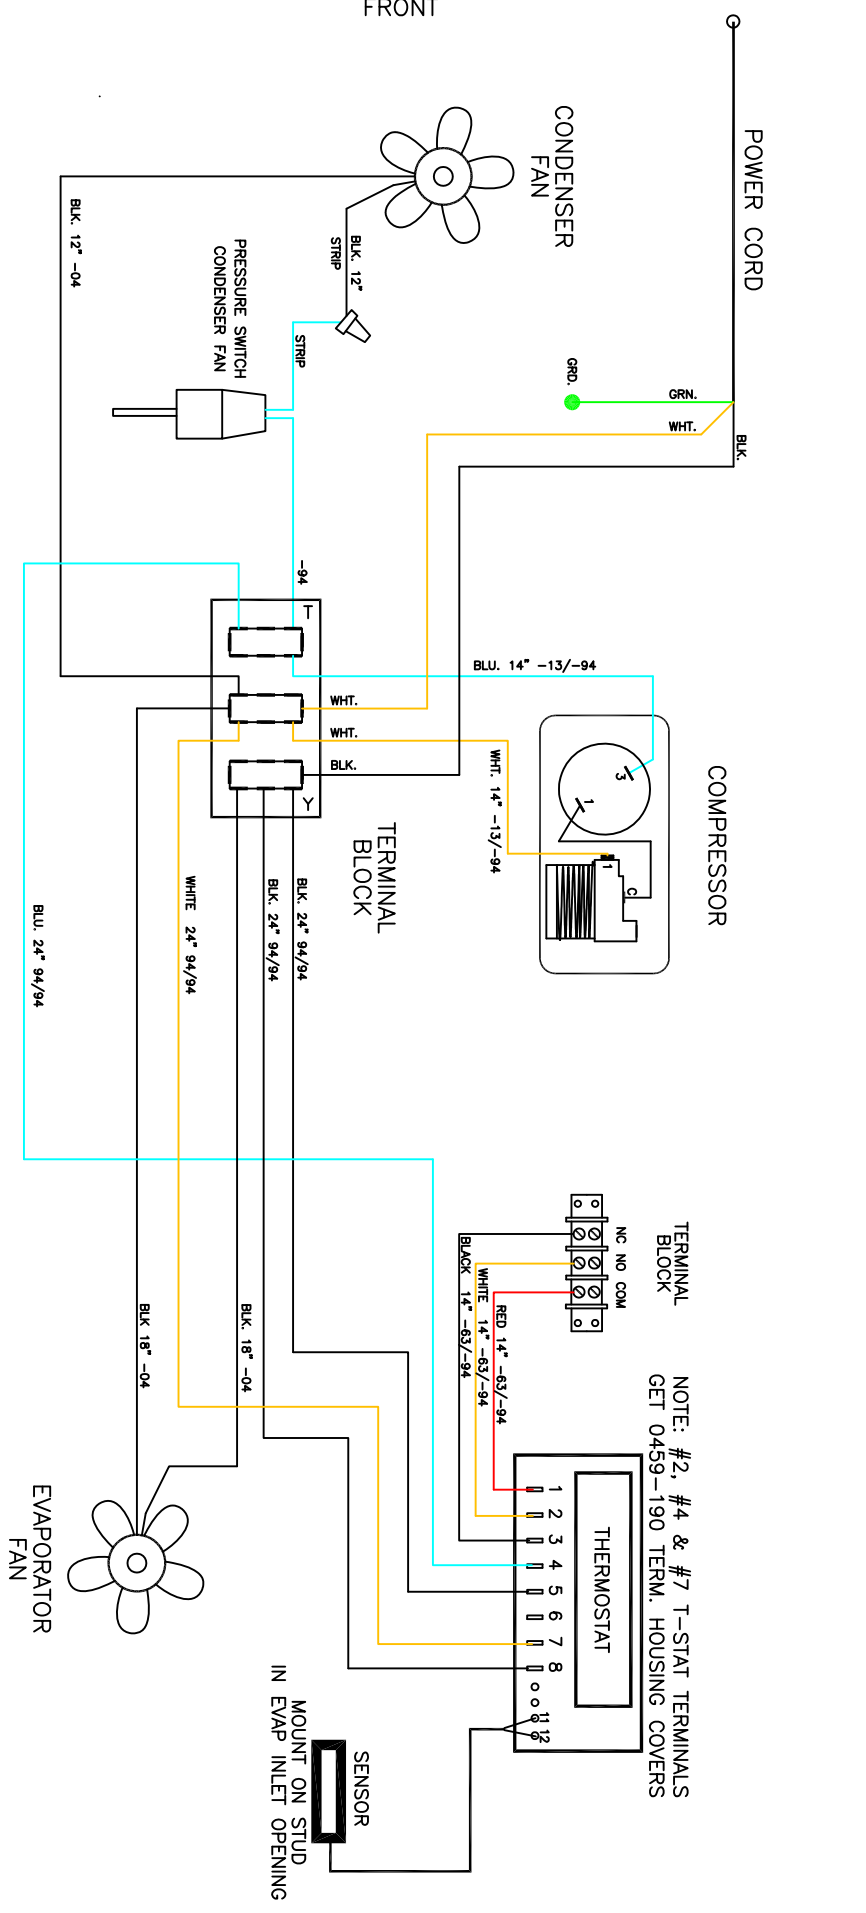 FRONT
POWER CORD
CONDENSER
FAN
BLK. 12" -04
BLK. 12"
STRIP
PRESSURE SWITCH
CONDENSER FAN
STRIP
GRD.
GRN.
WHT.
BLK.
-94
T
BLU. 14" -13/-94
WHT.
WHT.
BLK.
Y
WHT. 14" -13/-94
COMPRESSOR
3
1
1
C
TERMINAL
BLOCK
BLK. 24" 94/94
BLK. 24" 94/94
WHITE 24" 94/94
BLU. 24" 94/94
TERMINAL
BLOCK
NC NO COM
BLACK 14" -63/-94
WHITE 14" -63/-94
RED 14" -63/-94
BLK 18" -04
BLK. 18" -04
NOTE: #2, #4 & #7 T-STAT TERMINALS
GET 0459-190 TERM. HOUSING COVERS
THERMOSTAT
1
2
3
4
5
6
7
8
11
12
EVAPORATOR
FAN
SENSOR
MOUNT ON STUD
IN EVAP INLET OPENING